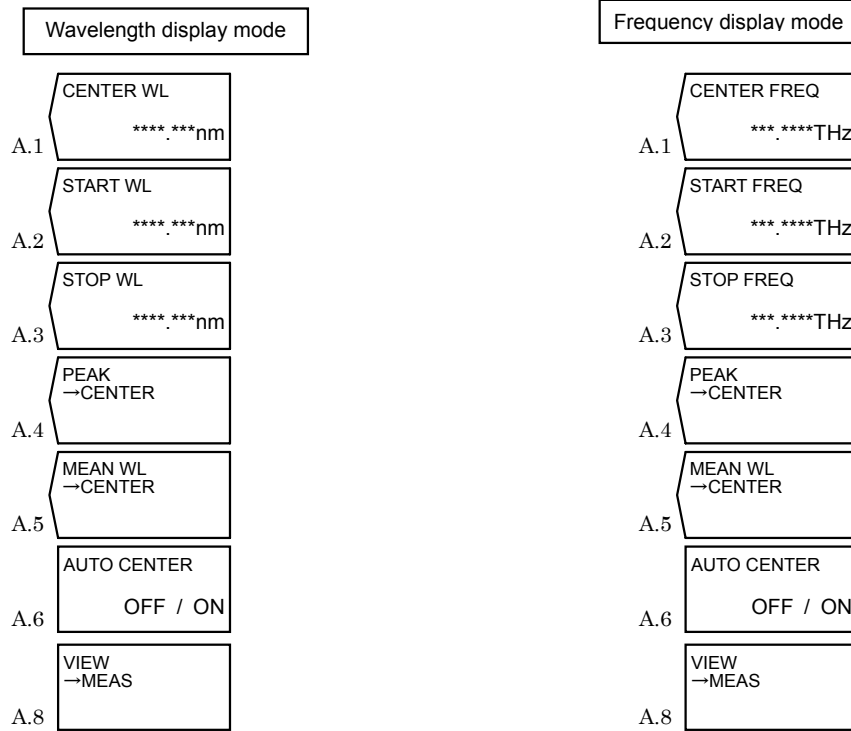 Wavelength display mode
CENTER WL
****.***nm
A.1
START WL
****.***nm
A.2
STOP WL
****.***nm
A.3
PEAK
→CENTER
A.4
MEAN WL
→CENTER
A.5
AUTO CENTER
OFF / ON
A.6
VIEW
→MEAS
A.8
Frequency display mode
CENTER FREQ
***.****THz
A.1
START FREQ
***.****THz
A.2
STOP FREQ
***.****THz
A.3
PEAK
→CENTER
A.4
MEAN WL
→CENTER
A.5
AUTO CENTER
OFF / ON
A.6
VIEW
→MEAS
A.8